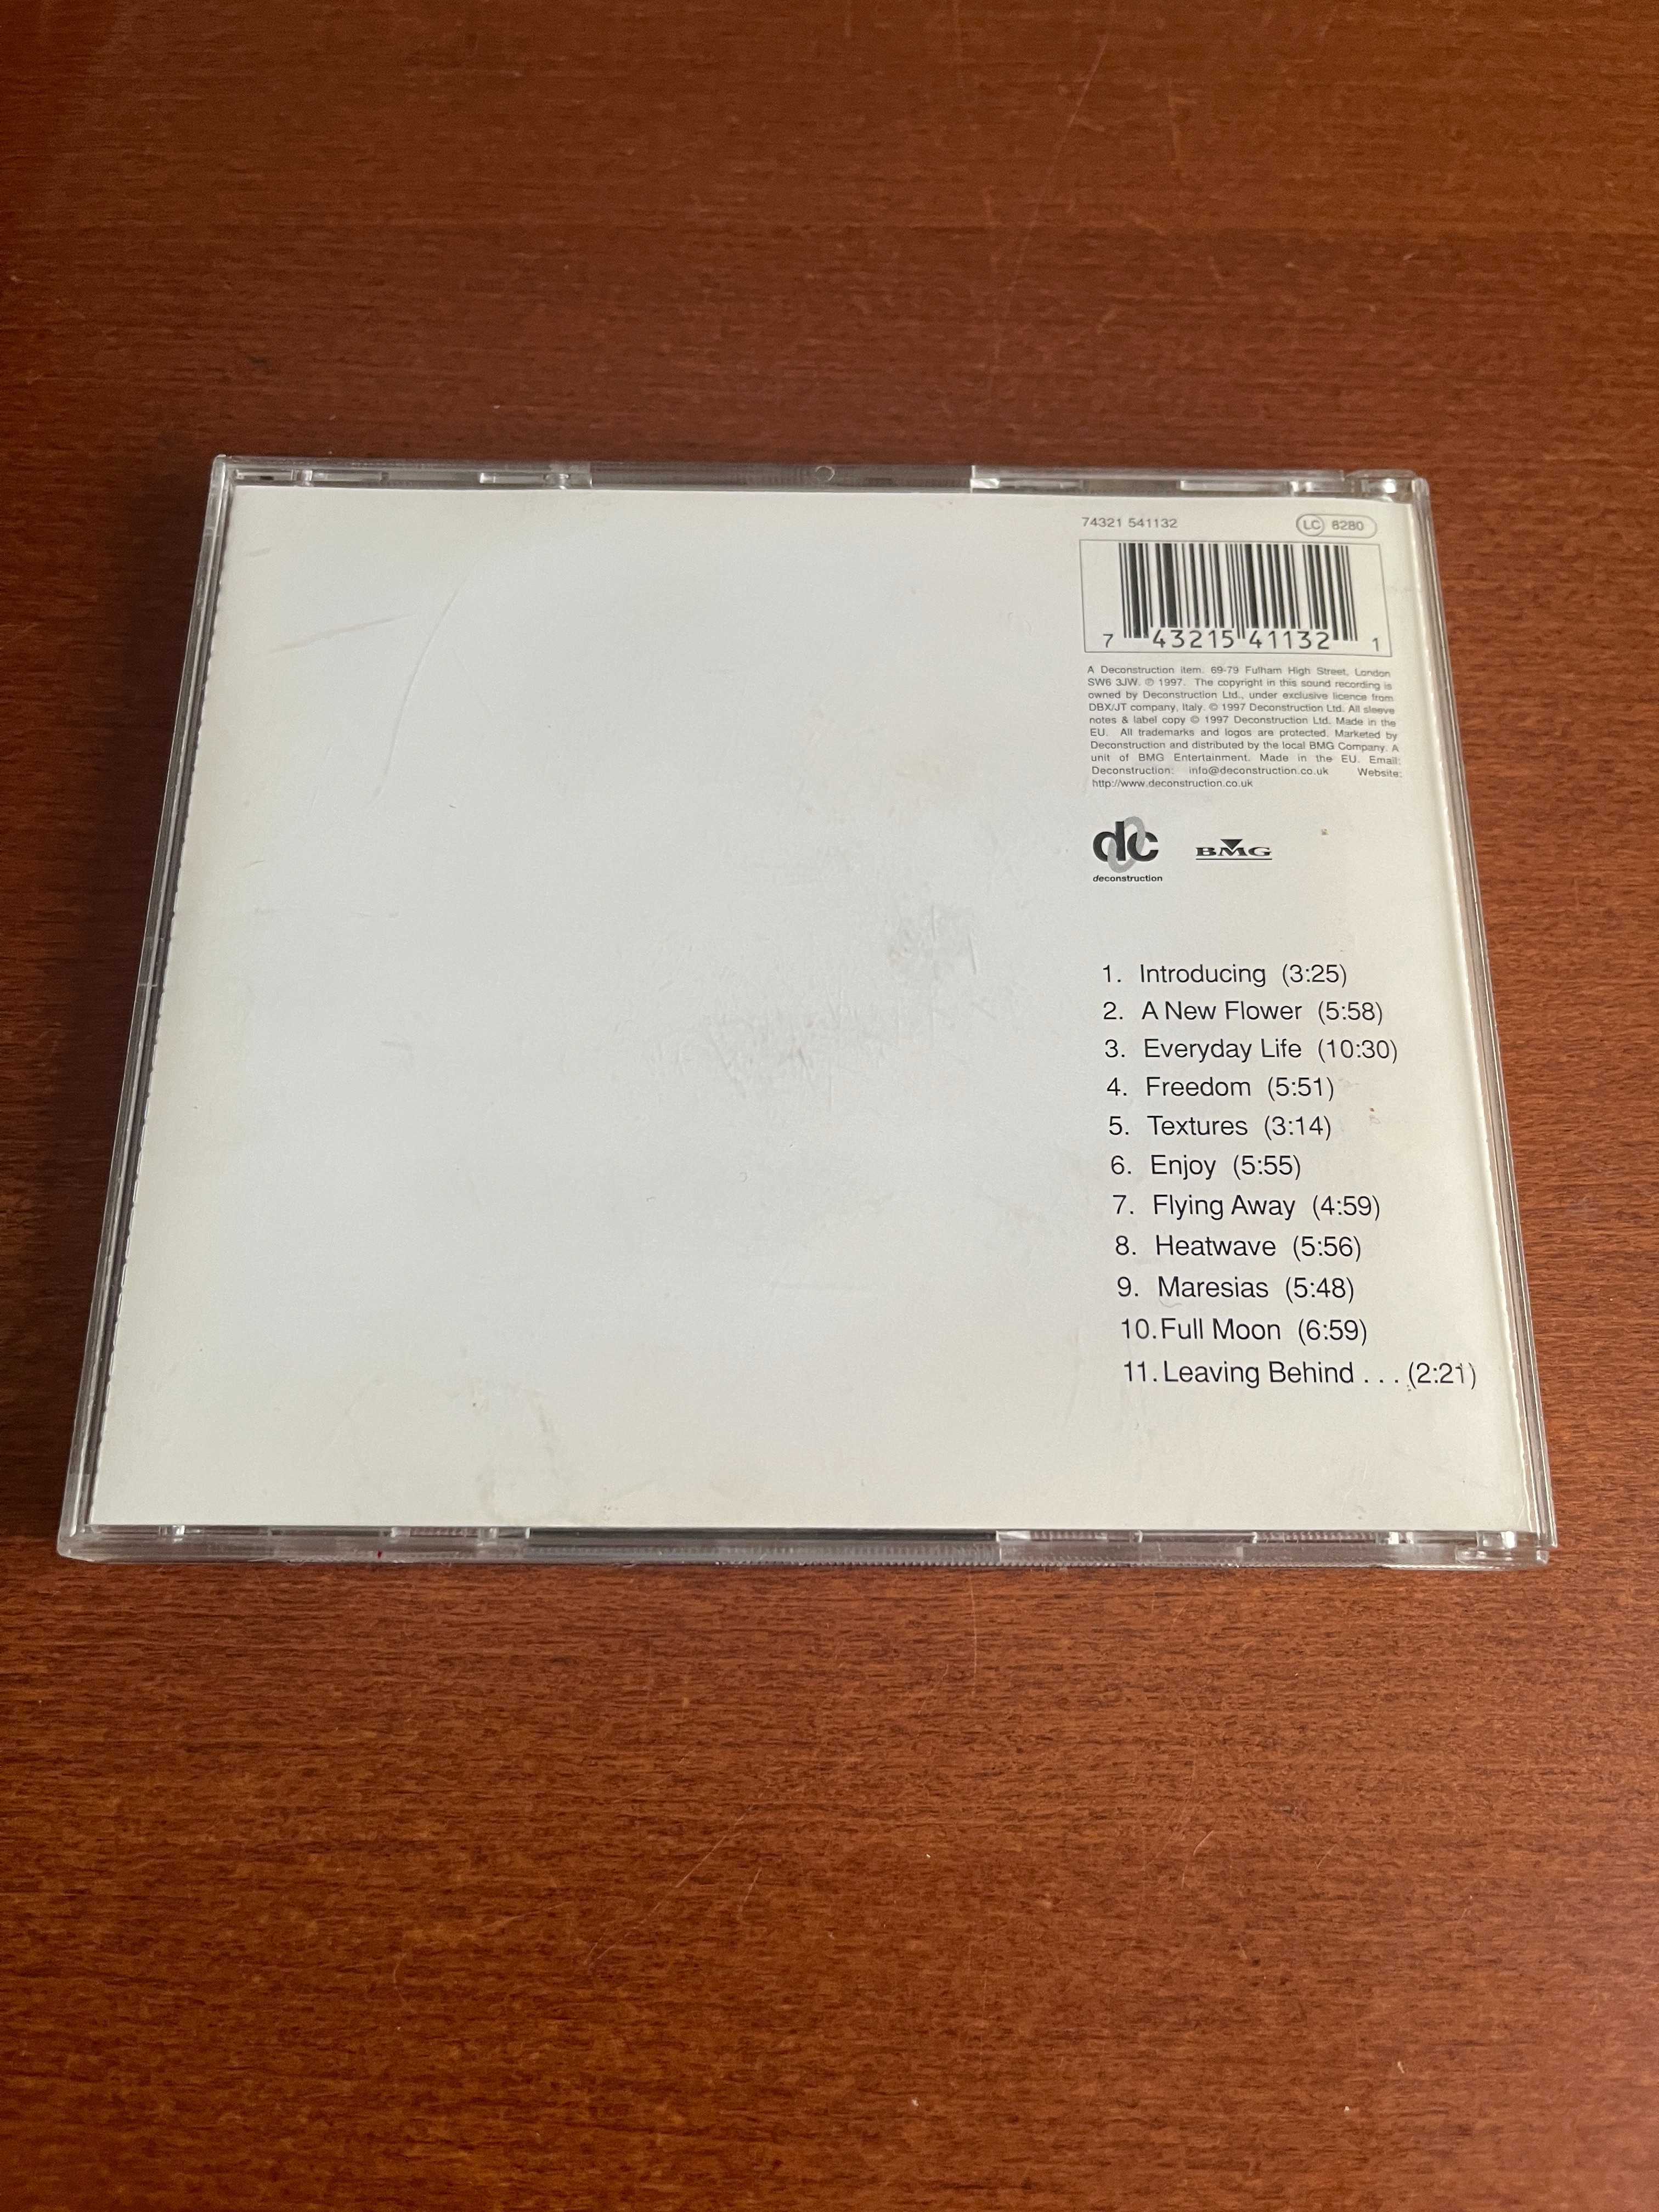 74321 541132
LC 8280
7 43215 41132 1
A Deconstruction item. 69-79 Fulham High Street, London
SW6 3JW. ℗ 1997. The copyright in this sound recording is
owned by Deconstruction Ltd., under exclusive licence from
DBX/JT company, Italy. © 1997 Deconstruction Ltd. All sleeve
notes & label copy © 1997 Deconstruction Ltd. Made in the
EU. All trademarks and logos are protected. Marketed by
Deconstruction and distributed by the local BMG Company. A
unit of BMG Entertainment. Made in the EU. Email:
Deconstruction: info@deconstruction.co.uk Website:
http://www.deconstruction.co.uk
dc
deconstruction
BMG
1. Introducing (3:25)
2. A New Flower (5:58)
3. Everyday Life (10:30)
4. Freedom (5:51)
5. Textures (3:14)
6. Enjoy (5:55)
7. Flying Away (4:59)
8. Heatwave (5:56)
9. Maresias (5:48)
10. Full Moon (6:59)
11. Leaving Behind . . . (2:21)